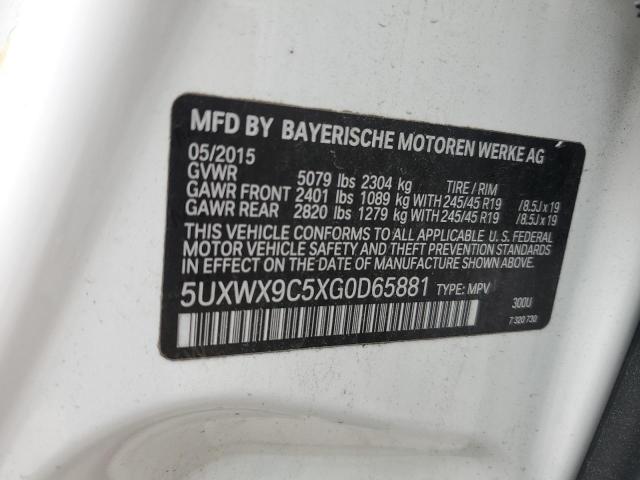 MFD BY BAYERISCHE MOTOREN WERKE AG
05/2015
GVWR 5079 lbs 2304 kg TIRE / RIM
GAWR FRONT 2401 lbs 1089 kg WITH 245/45 R19 / 8.5J x 19
GAWR REAR 2820 lbs 1279 kg WITH 245/45 R19 / 8.5J x 19
THIS VEHICLE CONFORMS TO ALL APPLICABLE U. S. FEDERAL
MOTOR VEHICLE SAFETY AND THEFT PREVENTION STANDARDS
IN EFFECT ON THE DATE OF MANUFACTURE SHOWN ABOVE.
5UXWX9C5XG0D65881 TYPE: MPV
300U
7 320 730